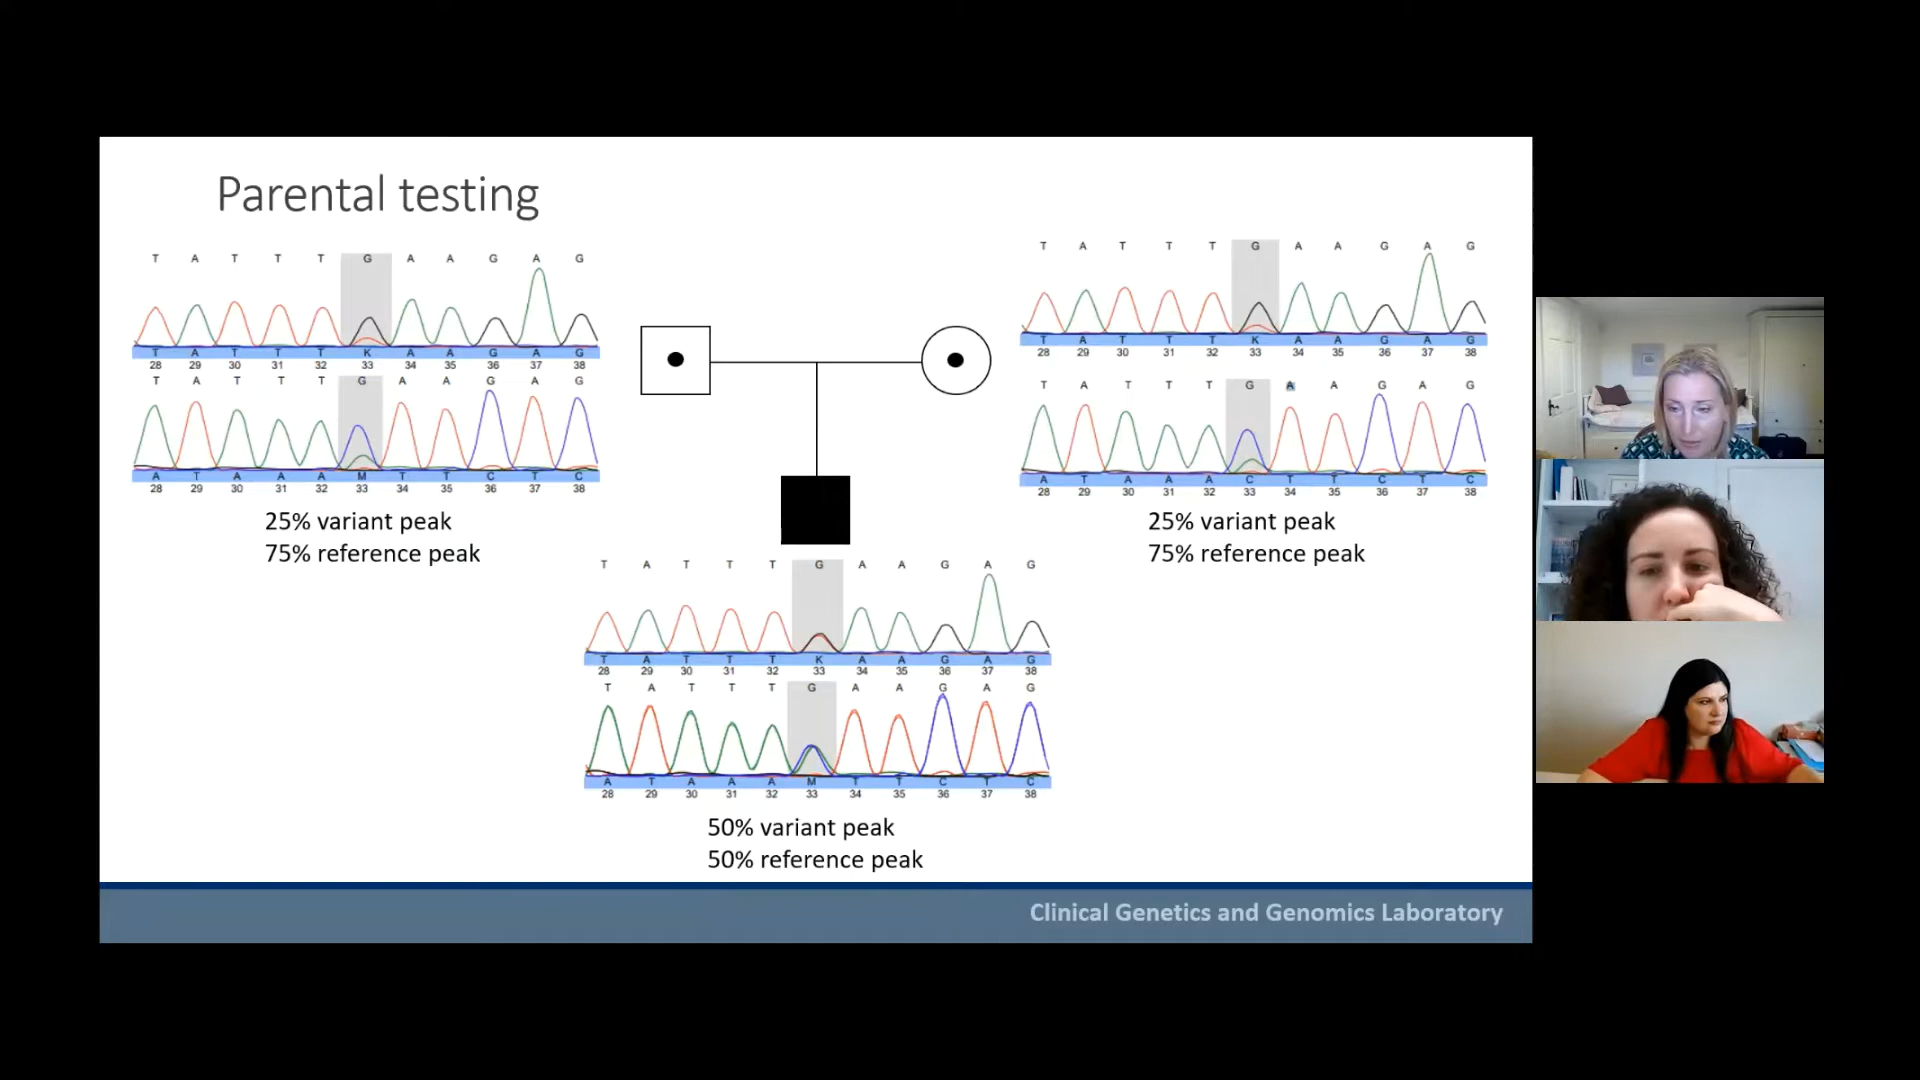 Parental testing
T A T T T G A A G A G
T A T T T K A A G A G
28 29 30 31 32 33 34 35 36 37 38
T A T T T G A A G A G
A T A A A M T T C T C
28 29 30 31 32 33 34 35 36 37 38
25% variant peak
75% reference peak
T A T T T G A A G A G
T A T T T K A A G A G
28 29 30 31 32 33 34 35 36 37 38
T A T T T G A A G A G
A T A A A C T T C T C
28 29 30 31 32 33 34 35 36 37 38
25% variant peak
75% reference peak
T A T T T G A A G A G
T A T T T K A A G A G
28 29 30 31 32 33 34 35 36 37 38
T A T T T G A A G A G
A T A A A M T T C T C
28 29 30 31 32 33 34 35 36 37 38
50% variant peak
50% reference peak
Clinical Genetics and Genomics Laboratory